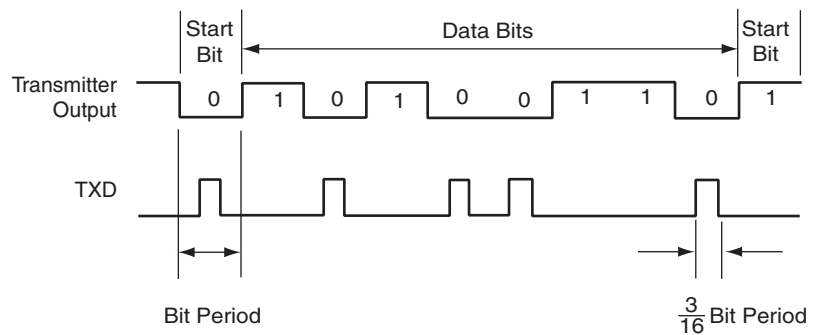 Start
Bit
Data Bits
Start
Bit
Transmitter
Output
0 1 0 1 0 0 1 1 0 1
TXD
Bit Period
3/16 Bit Period